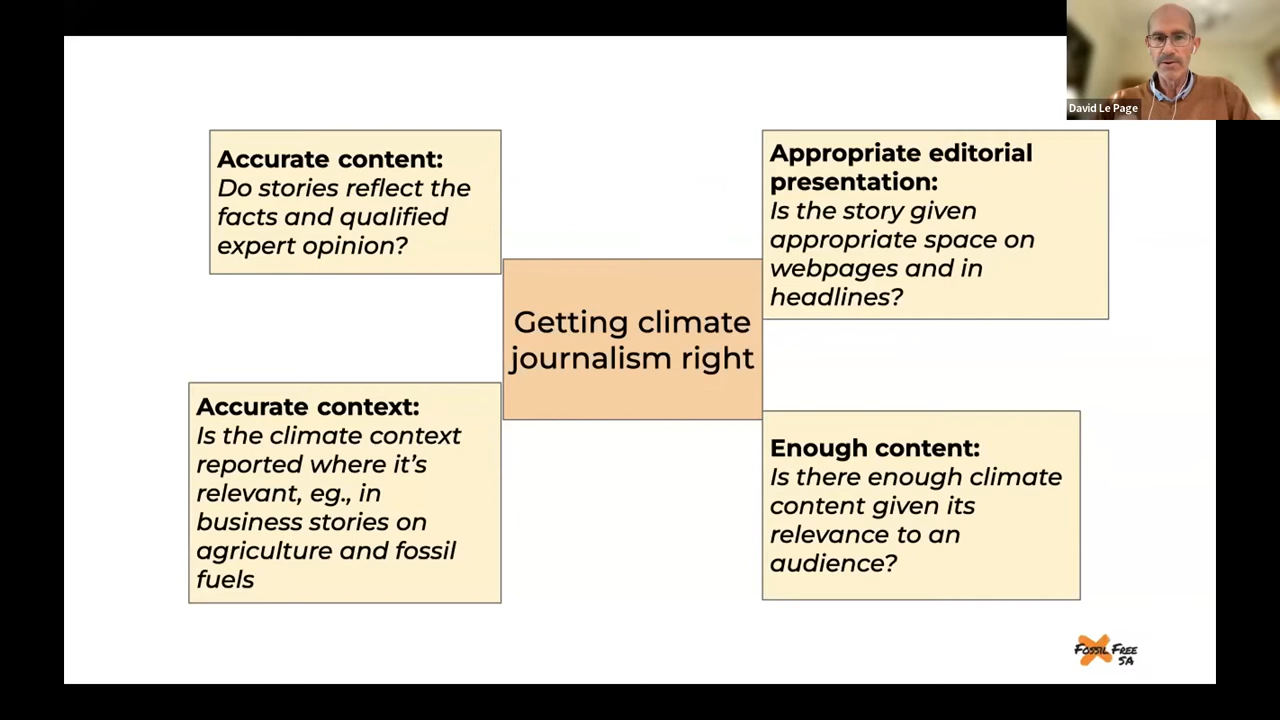 David Le Page
Accurate content:
Do stories reflect the
facts and qualified
expert opinion?
Appropriate editorial
presentation:
Is the story given
appropriate space on
webpages and in
headlines?
Getting climate
journalism right
Accurate context:
Is the climate context
reported where it’s
relevant, eg., in
business stories on
agriculture and fossil
fuels
Enough content:
Is there enough climate
content given its
relevance to an
audience?
FOSSIL FREE
SA